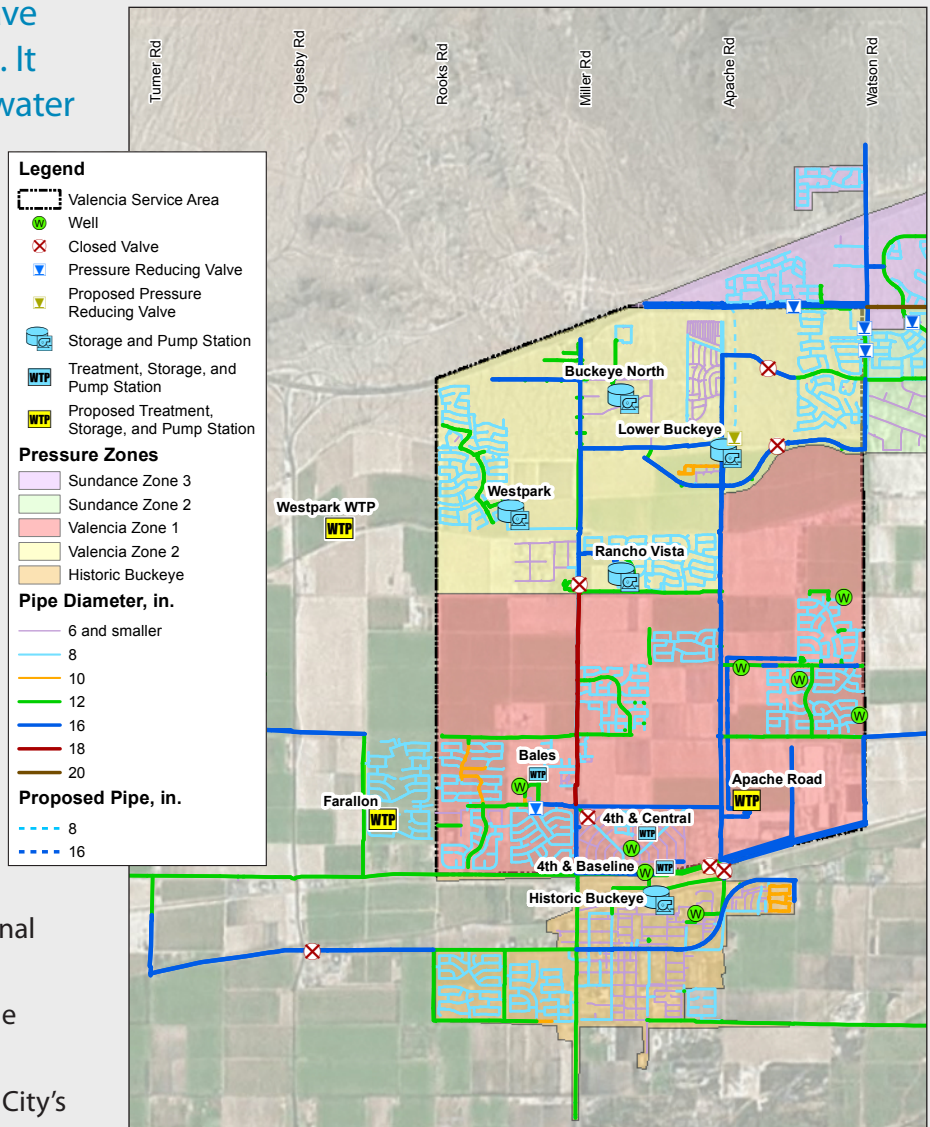 ve
. It
water
Turner Rd
Oglesby Rd
Rooks Rd
Miller Rd
Apache Rd
Watson Rd
Legend
Valencia Service Area
W Well
Closed Valve
Pressure Reducing Valve
Proposed Pressure
Reducing Valve
Storage and Pump Station
WTP Treatment, Storage, and
Pump Station
WTP Proposed Treatment,
Storage, and Pump Station
Pressure Zones
Sundance Zone 3
Sundance Zone 2
Valencia Zone 1
Valencia Zone 2
Historic Buckeye
Pipe Diameter, in.
6 and smaller
8
10
12
16
18
20
Proposed Pipe, in.
8
16
Buckeye North
Lower Buckeye
Westpark
Westpark WTP
WTP
Rancho Vista
W
W
W
W
Bales
WTP
W
Apache Road
WTP
Farallon
WTP
4th & Central
WTP
W
4th & Baseline
WTP
W
Historic Buckeye
W
nal
e
City's